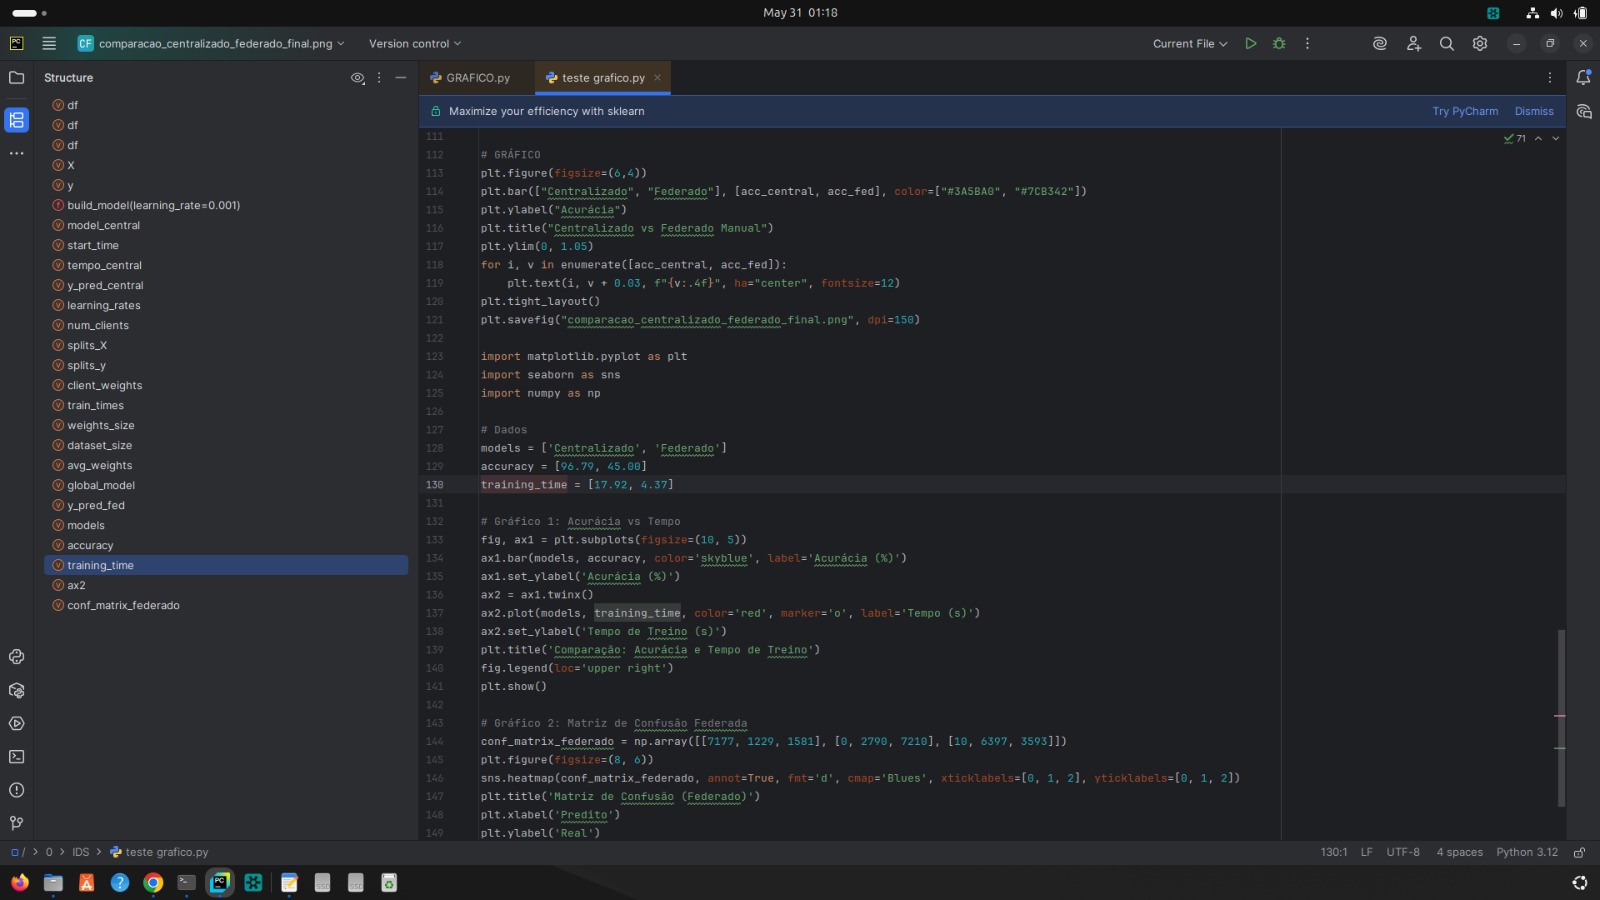 May 31 01:18
CF comparacao_centralizado_federado_final.png
Version control
Current File
Structure
GRAFICO.py
teste grafico.py
Maximize your efficiency with sklearn
Try PyCharm
Dismiss
71
df
df
df
X
y
build_model(learning_rate=0.001)
model_central
start_time
tempo_central
y_pred_central
learning_rates
num_clients
splits_X
splits_y
client_weights
train_times
weights_size
dataset_size
avg_weights
global_model
y_pred_fed
models
accuracy
training_time
ax2
conf_matrix_federado
111
112 # GRÁFICO
113 plt.figure(figsize=(6,4))
114 plt.bar(["Centralizado", "Federado"], [acc_central, acc_fed], color=["#3A5BA0", "#7CB342"])
115 plt.ylabel("Acurácia")
116 plt.title("Centralizado vs Federado Manual")
117 plt.ylim(0, 1.05)
118 for i, v in enumerate([acc_central, acc_fed]):
119 plt.text(i, v + 0.03, f"{v:.4f}", ha="center", fontsize=12)
120 plt.tight_layout()
121 plt.savefig("comparacao_centralizado_federado_final.png", dpi=150)
122
123 import matplotlib.pyplot as plt
124 import seaborn as sns
125 import numpy as np
126
127 # Dados
128 models = ['Centralizado', 'Federado']
129 accuracy = [96.79, 45.00]
130 training_time = [17.92, 4.37]
131
132 # Gráfico 1: Acurácia vs Tempo
133 fig, ax1 = plt.subplots(figsize=(10, 5))
134 ax1.bar(models, accuracy, color='skyblue', label='Acurácia (%)')
135 ax1.set_ylabel('Acurácia (%)')
136 ax2 = ax1.twinx()
137 ax2.plot(models, training_time, color='red', marker='o', label='Tempo (s)')
138 ax2.set_ylabel('Tempo de Treino (s)')
139 plt.title('Comparação: Acurácia e Tempo de Treino')
140 fig.legend(loc='upper right')
141 plt.show()
142
143 # Gráfico 2: Matriz de Confusão Federada
144 conf_matrix_federado = np.array([[7177, 1229, 1581], [0, 2790, 7210], [10, 6397, 3593]])
145 plt.figure(figsize=(8, 6))
146 sns.heatmap(conf_matrix_federado, annot=True, fmt='d', cmap='Blues', xticklabels=[0, 1, 2], yticklabels=[0, 1, 2])
147 plt.title('Matriz de Confusão (Federado)')
148 plt.xlabel('Predito')
149 plt.ylabel('Real')
/ > 0 > IDS > teste grafico.py
130:1 LF UTF-8 4 spaces Python 3.12